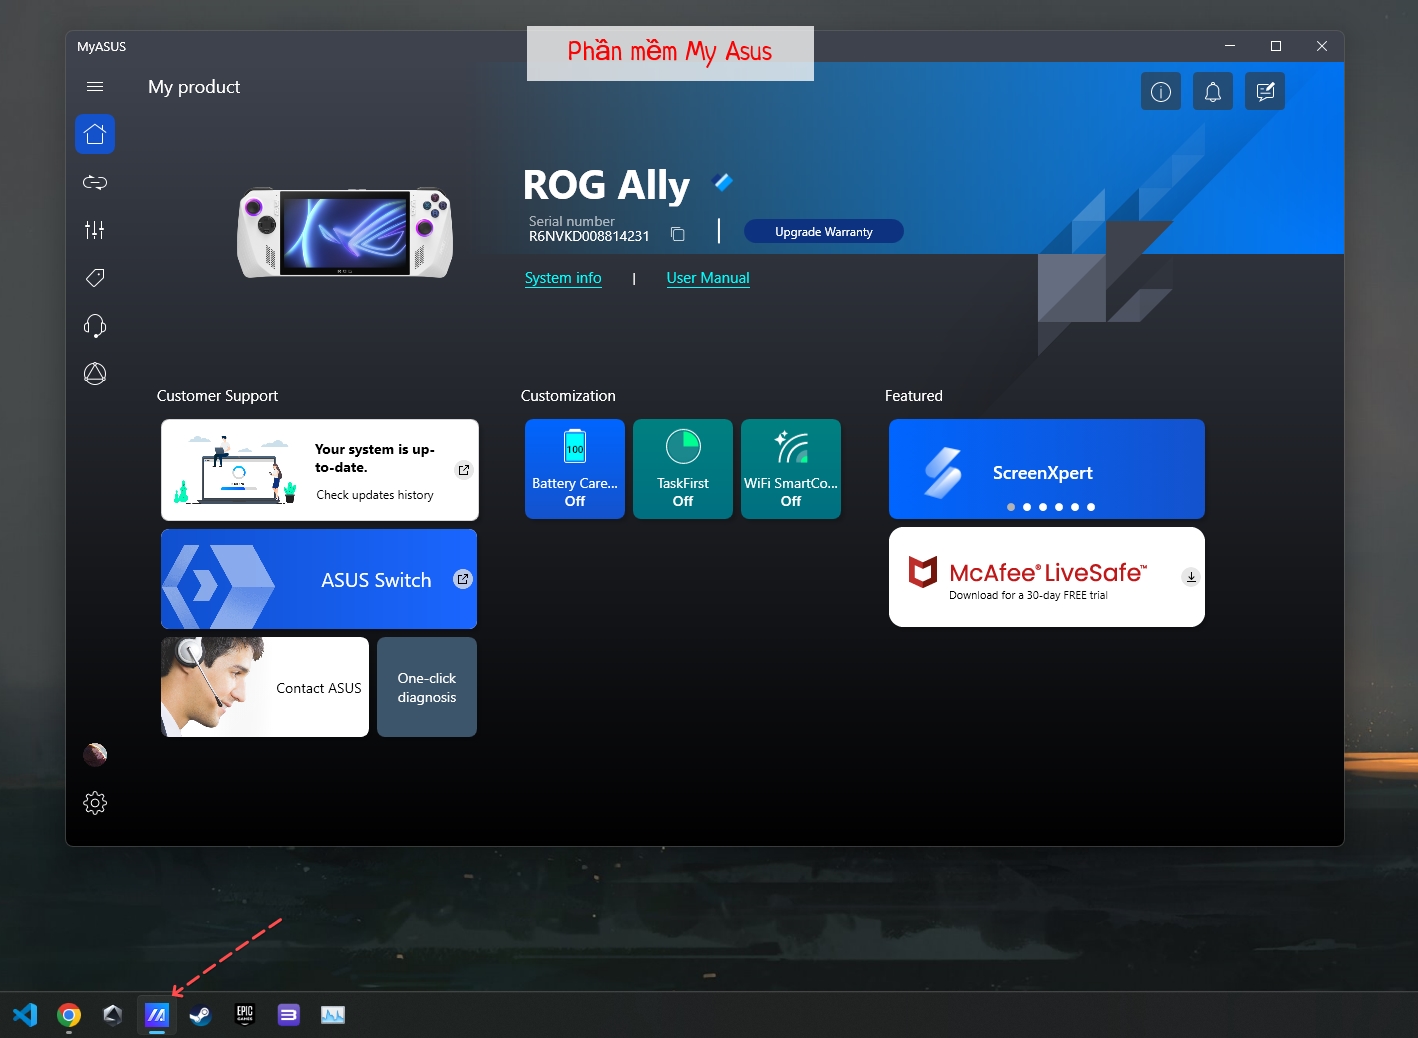 MyASUS
Phần mềm My Asus
My product
ROG Ally
Serial number
R6NVKD008814231
Upgrade Warranty
System info
|
User Manual
ROG
Customer Support
Your system is up-
to-date.
Check updates history
ASUS Switch
Contact ASUS
One-click
diagnosis
Customization
100
Battery Care...
Off
TaskFirst
Off
WiFi SmartCo...
Off
Featured
ScreenXpert
McAfee® LiveSafe™
Download for a 30-day FREE trial
EPIC
GAMES